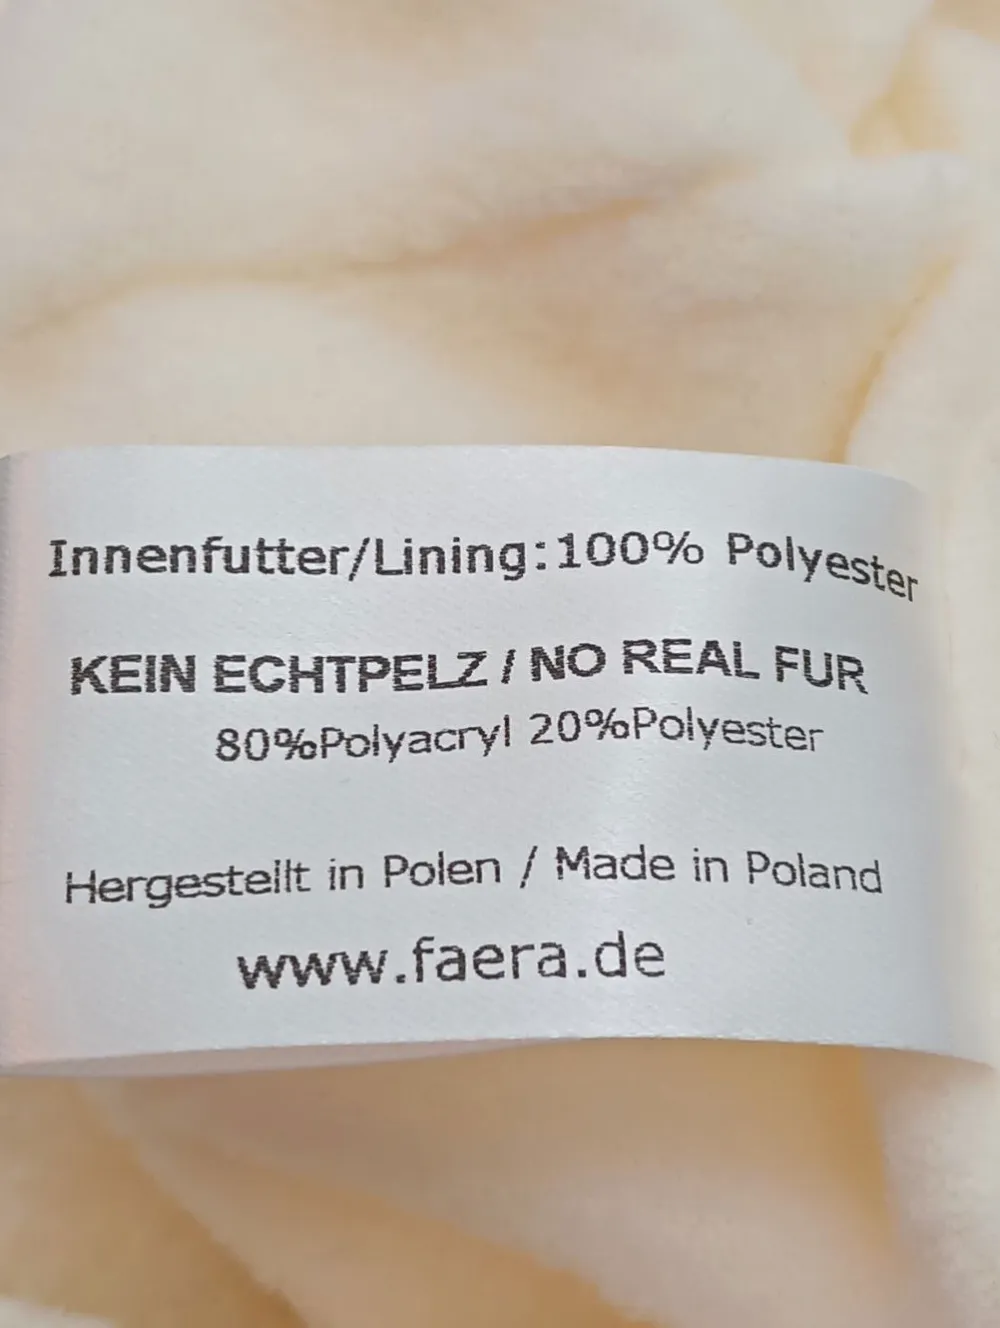 Innenfutter/Lining:100% Polyester
KEIN ECHTPELZ / NO REAL FUR
80%Polyacryl 20%Polyester
Hergestellt in Polen / Made in Poland
www.faera.de